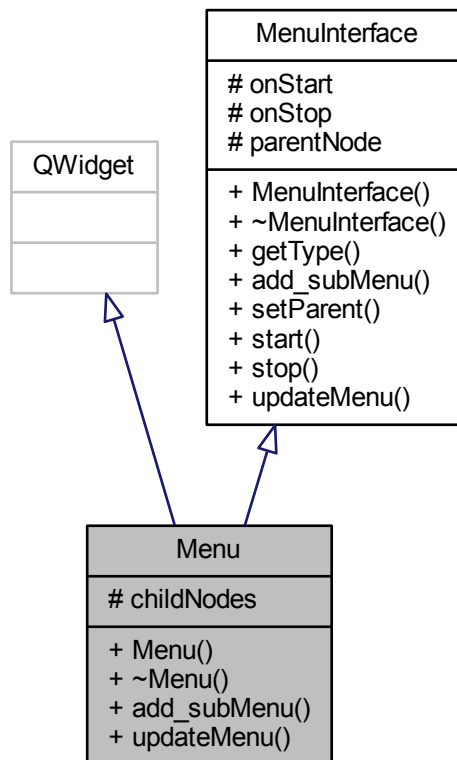 MenuInterface
# onStart
# onStop
# parentNode
+ MenuInterface()
+ ~MenuInterface()
+ getType()
+ add_subMenu()
+ setParent()
+ start()
+ stop()
+ updateMenu()
QWidget
Menu
# childNodes
+ Menu()
+ ~Menu()
+ add_subMenu()
+ updateMenu()